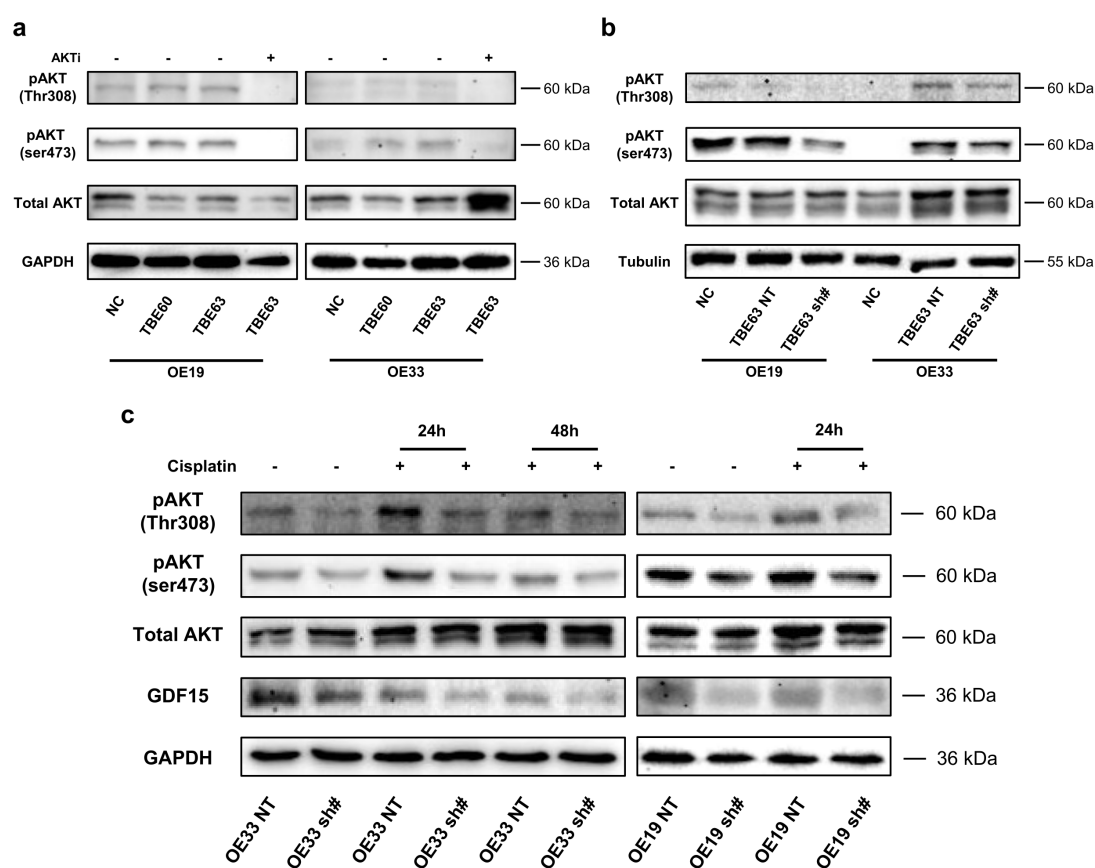 a
AKTi - - - + - - - +
pAKT
(Thr308)
60 kDa
pAKT
(ser473)
60 kDa
Total AKT
60 kDa
GAPDH
36 kDa
NC TBE60 TBE63 TBE63 NC TBE60 TBE63 TBE63
OE19 OE33
b
pAKT
(Thr308)
60 kDa
pAKT
(ser473)
60 kDa
Total AKT
60 kDa
Tubulin
55 kDa
NC TBE63 NT TBE63 sh# NC TBE63 NT TBE63 sh#
OE19 OE33
c
24h 48h 24h
Cisplatin - - + + + + - - + +
pAKT
(Thr308)
60 kDa
pAKT
(ser473)
60 kDa
Total AKT
60 kDa
GDF15
36 kDa
GAPDH
36 kDa
OE33 NT OE33 sh# OE33 NT OE33 sh# OE33 NT OE33 sh# OE19 NT OE19 sh# OE19 NT OE19 sh#